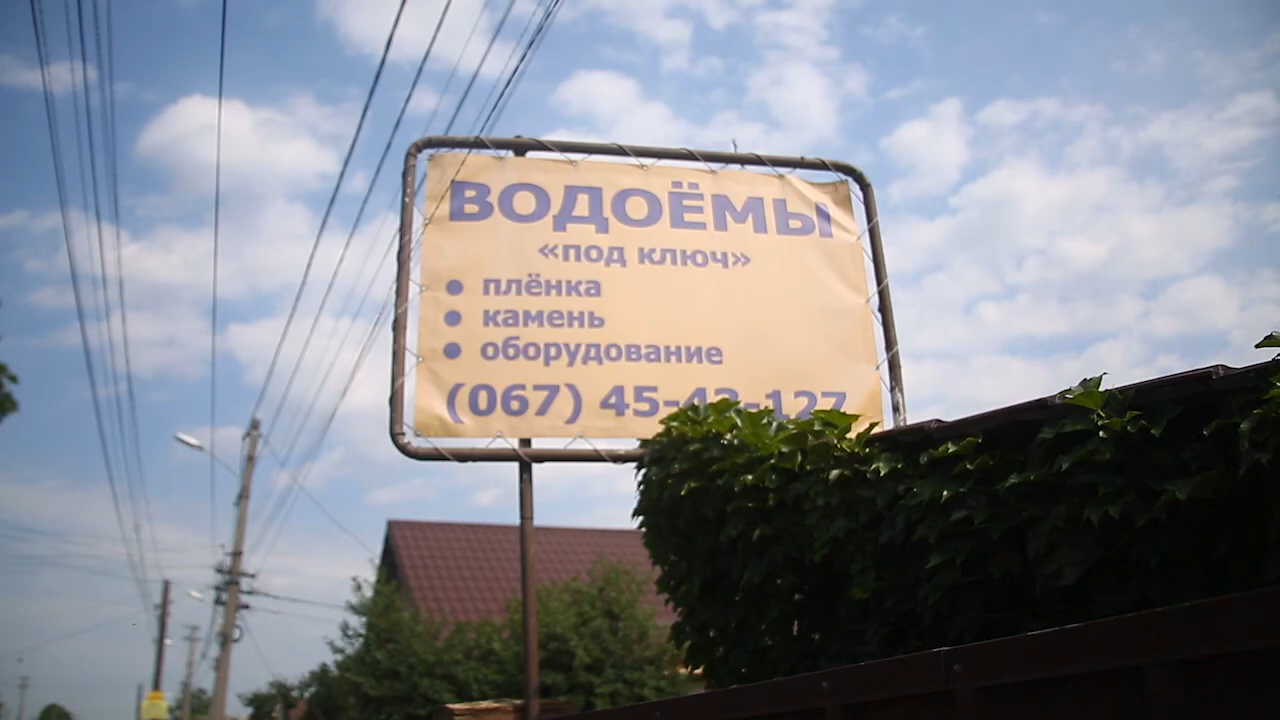 ВОДОЁМЫ
«под ключ»
• плёнка
• камень
• оборудование
(067) 45-42-127